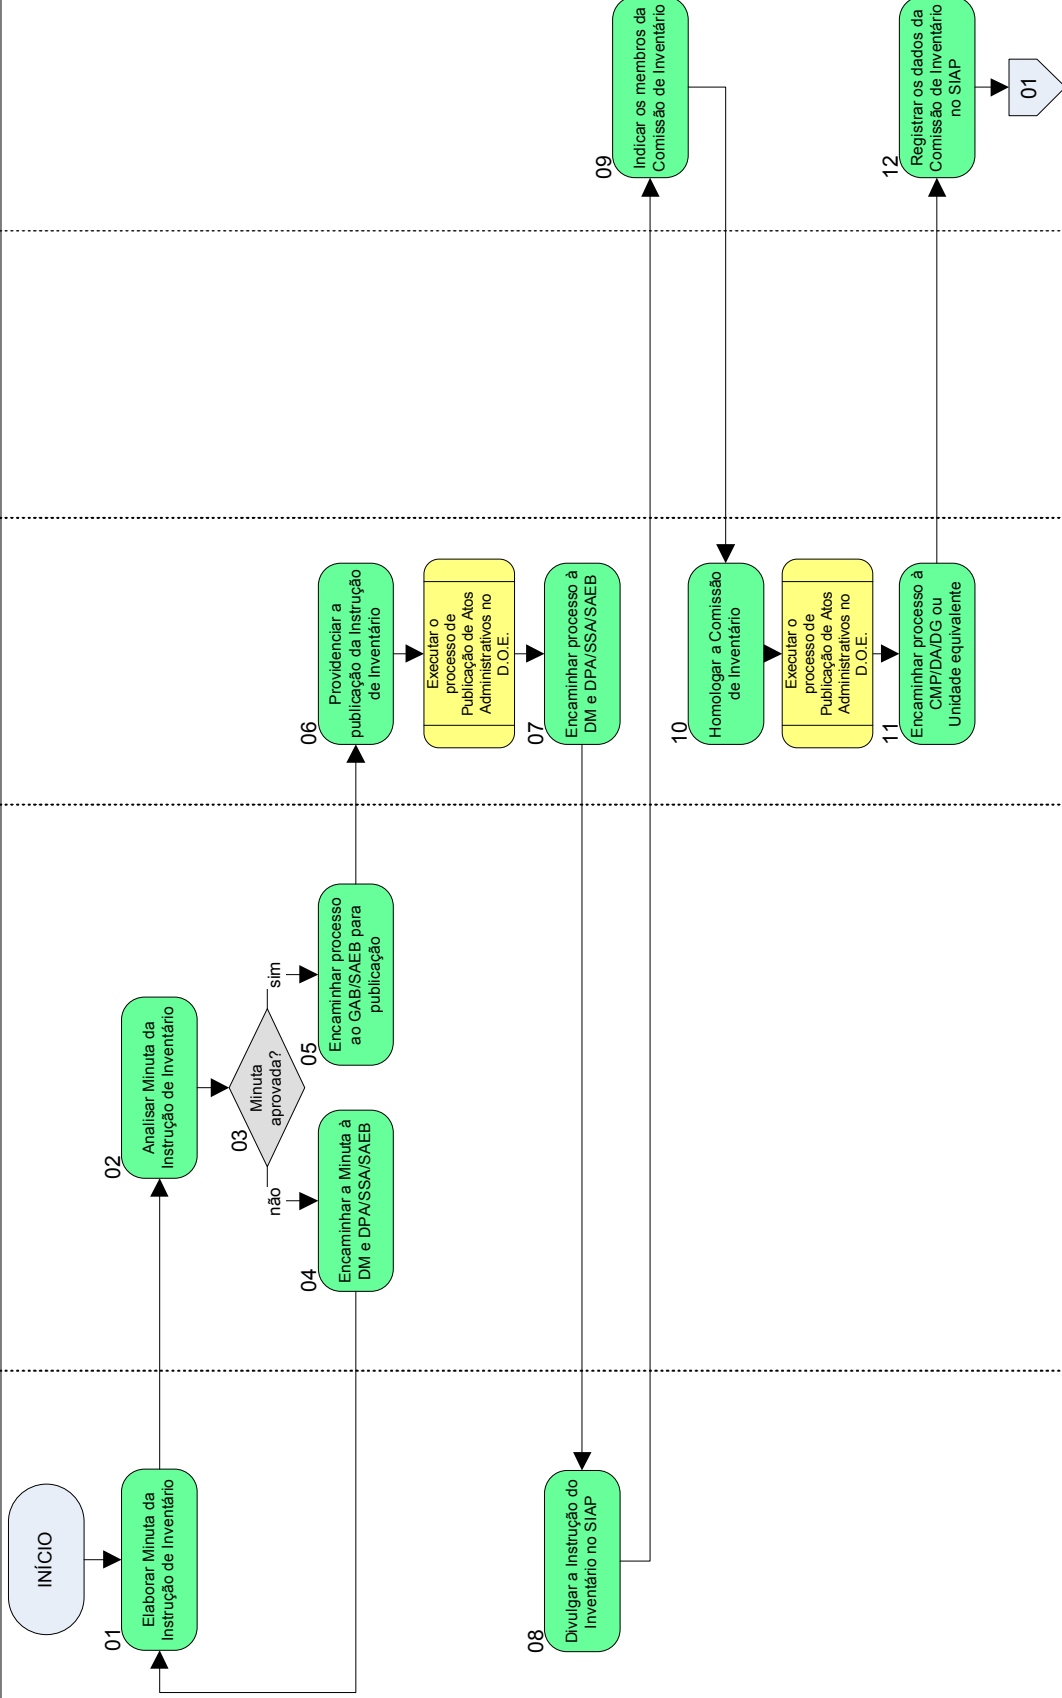 INÍCIO
01
Elaborar Minuta da
Instrução de Inventário
02
Analisar Minuta da
Instrução de Inventário
03
Minuta
aprovada?
não
sim
04
Encaminhar a Minuta à
DM e DPA/SSA/SAEB
05
Encaminhar processo
ao GAB/SAEB para
publicação
06
Providenciar a
publicação da Instrução
de Inventário
Executar o
processo de
Publicação de Atos
Administrativos no
D.O.E.
07
Encaminhar processo à
DM e DPA/SSA/SAEB
08
Divulgar a Instrução do
Inventário no SIAP
09
Indicar os membros da
Comissão de Inventário
10
Homologar a Comissão
de Inventário
Executar o
processo de
Publicação de Atos
Administrativos no
D.O.E.
11
Encaminhar processo à
CMP/DA/DG ou
Unidade equivalente
12
Registrar os dados da
Comissão de Inventário
no SIAP
01